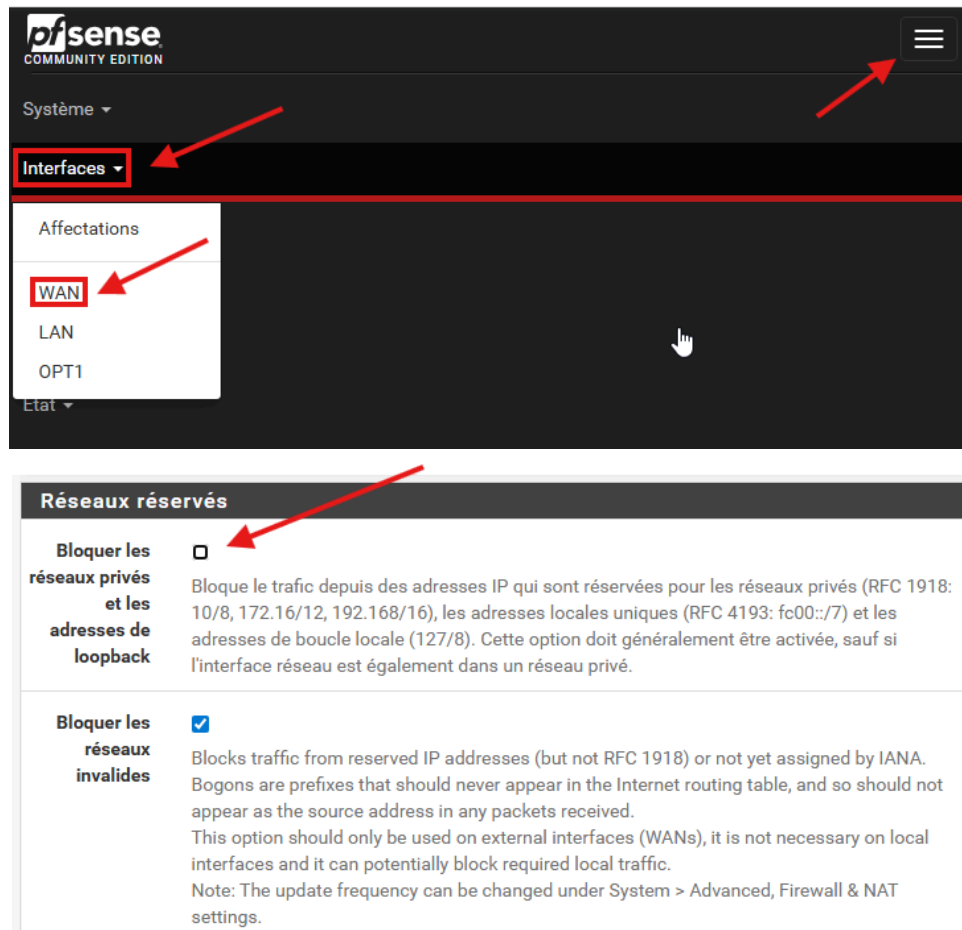 pfsense
COMMUNITY EDITION
Système
Interfaces
Affectations
WAN
LAN
OPT1
Etat
Réseaux réservés
Bloquer les
réseaux privés
et les
adresses de
loopback
Bloque le trafic depuis des adresses IP qui sont réservées pour les réseaux privés (RFC 1918:
10/8, 172.16/12, 192.168/16), les adresses locales uniques (RFC 4193: fc00::/7) et les
adresses de boucle locale (127/8). Cette option doit généralement être activée, sauf si
l'interface réseau est également dans un réseau privé.
Bloquer les
réseaux
invalides
Blocks traffic from reserved IP addresses (but not RFC 1918) or not yet assigned by IANA.
Bogons are prefixes that should never appear in the Internet routing table, and so should not
appear as the source address in any packets received.
This option should only be used on external interfaces (WANs), it is not necessary on local
interfaces and it can potentially block required local traffic.
Note: The update frequency can be changed under System > Advanced, Firewall & NAT
settings.